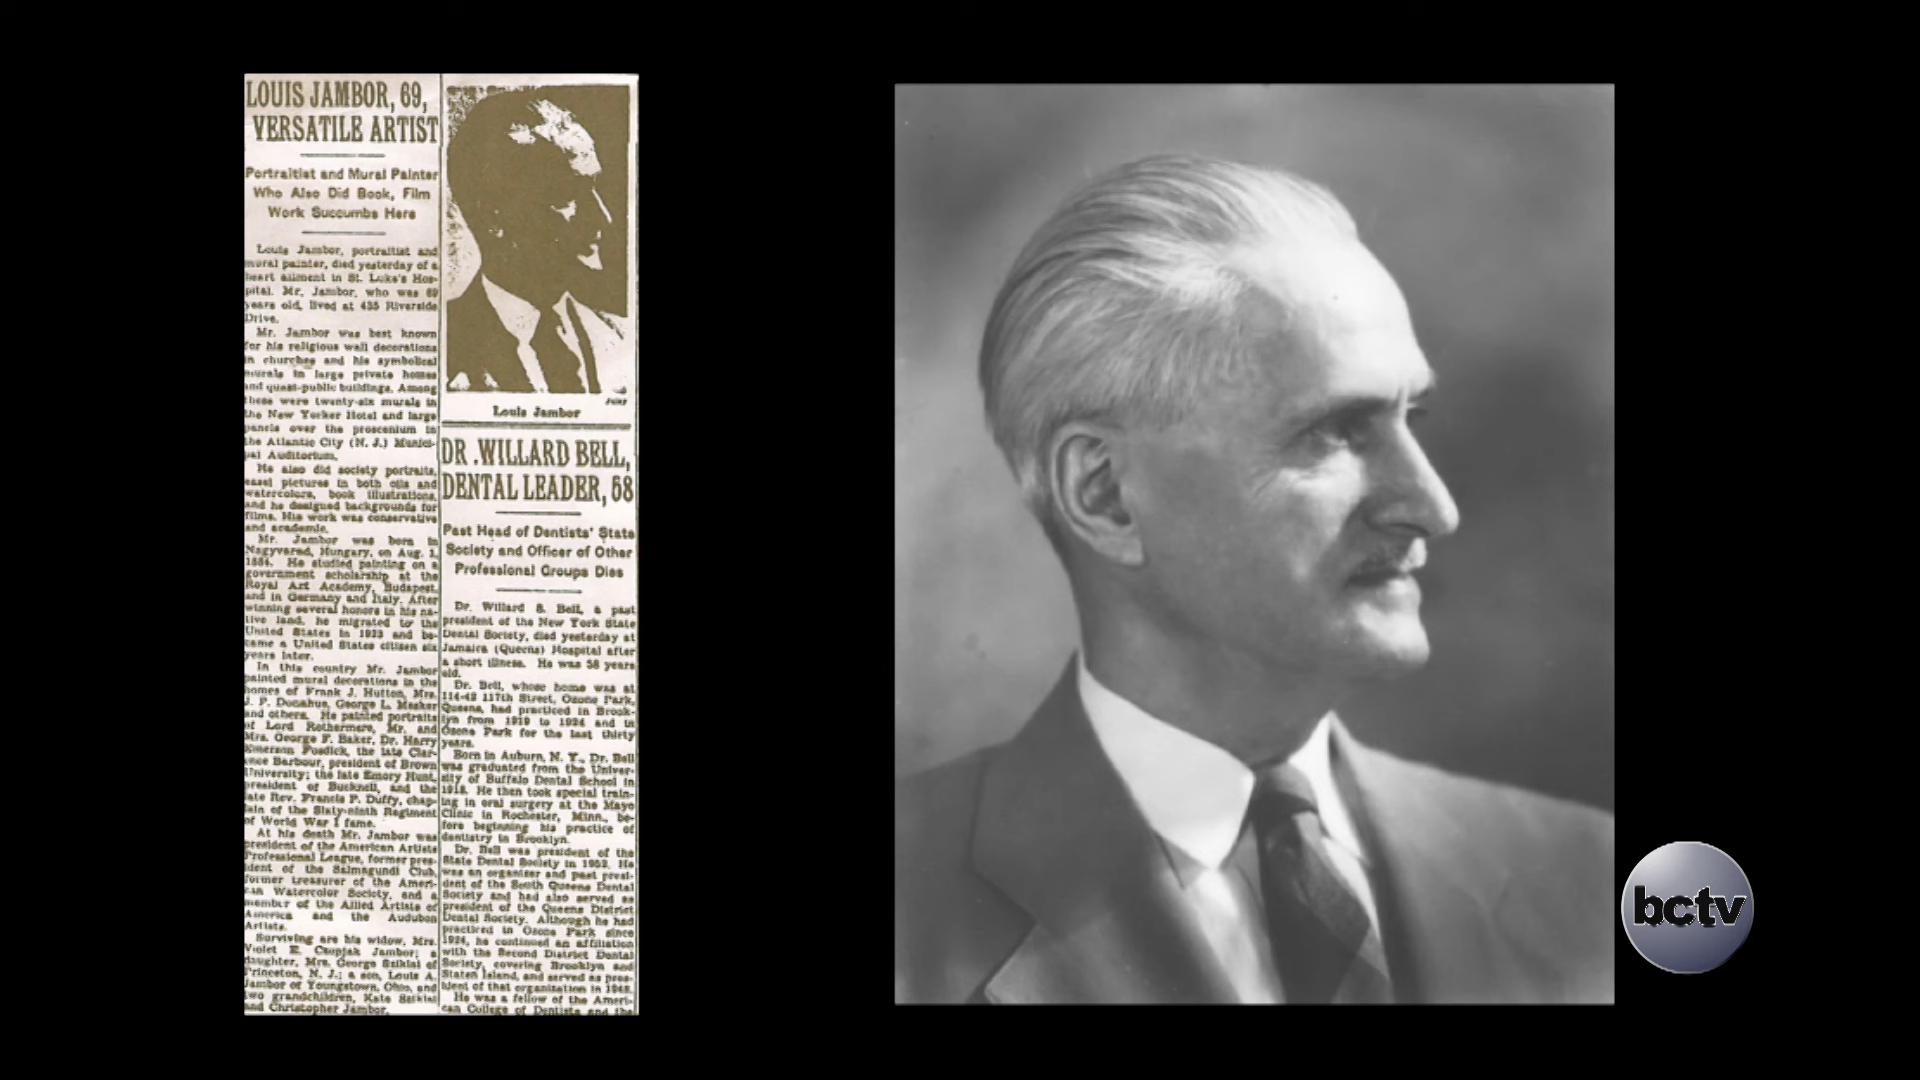 LOUIS JAMBOR, 69,
VERSATILE ARTIST
Portraitist and Mural Painter
Who Also Did Book, Film
Work Succumbs Here
Louis Jambor, portraitist and
mural painter, died yesterday of a
heart ailment in St. Luke's Hos-
pital. Mr. Jambor, who was 69
years old, lived at 435 Riverside
Drive.
Mr. Jambor was best known
for his religious wall decorations
in churches and his symbolical
murals in large private homes
and quasi-public buildings. Among
these were twenty-six murals in
the New Yorker Hotel and large
panels over the proscenium in
the Atlantic City (N. J.) Munici-
pal Auditorium.
He also did society portraits,
easel pictures in both oils and
watercolors, book illustrations,
and he designed backgrounds for
films. His work was conservative
and academic.
Mr. Jambor was born in
Nagyvarad, Hungary, on Aug. 1,
1884. He studied painting on a
government scholarship at the
Royal Art Academy, Budapest,
and in Germany and Italy. After
winning several honors in his na-
tive land, he migrated to the
United States in 1923 and be-
came a United States citizen six
years later.
In this country Mr. Jambor
painted mural decorations in the
homes of Frank J. Hutton, Mrs.
J. P. Donahue, George L. Mesker
and others. He painted portraits
of Lord Rothermere, Mr. and
Mrs. George F. Baker, Dr. Harry
Emerson Fosdick, the late Clar-
ence Barbour, president of Brown
University; the late Emory Hunt,
president of Bucknell, and the
late Rev. Francis P. Duffy, chap-
lain of the Sixty-ninth Regiment
of World War I fame.
At his death Mr. Jambor was
president of the American Artists
Professional League, former pres-
ident of the Salmagundi Club,
former treasurer of the Ameri-
can Watercolor Society, and a
member of the Allied Artists of
America and the Audubon
Artists.
Surviving are his widow, Mrs.
Violet E. Csopjak Jambor; a
daughter, Mrs. George Sziklai of
Princeton, N. J.; a son, Louis A.
Jambor of Youngstown, Ohio, and
two grandchildren, Kate Sziklai
and Christopher Jambor.
Louis Jambor
DR .WILLARD BELL,
DENTAL LEADER, 58
Past Head of Dentists' State
Society and Officer of Other
Professional Groups Dies
Dr. Willard S. Bell, a past
president of the New York State
Dental Society, died yesterday at
Jamaica (Queens) Hospital after
a short illness. He was 58 years
old.
Dr. Bell, whose home was at
114-48 117th Street, Ozone Park,
Queens, had practiced in Brook-
lyn from 1919 to 1924 and in
Ozone Park for the last thirty
years.
Born in Auburn, N. Y., Dr. Bell
was graduated from the Univer-
sity of Buffalo Dental School in
1918. He then took special train-
ing in oral surgery at the Mayo
Clinic in Rochester, Minn., be-
fore beginning his practice of
dentistry in Brooklyn.
Dr. Bell was president of the
State Dental Society in 1952. He
was an organizer and past presi-
dent of the South Queens Dental
Society and had also served as
president of the Queens District
Dental Society. Although he had
practiced in Ozone Park since
1924, he continued an affiliation
with the Second District Dental
Society, covering Brooklyn and
Staten Island, and served as pres-
ident of that organization in 1948.
He was a fellow of the Ameri-
can College of Dentists and the
bctv